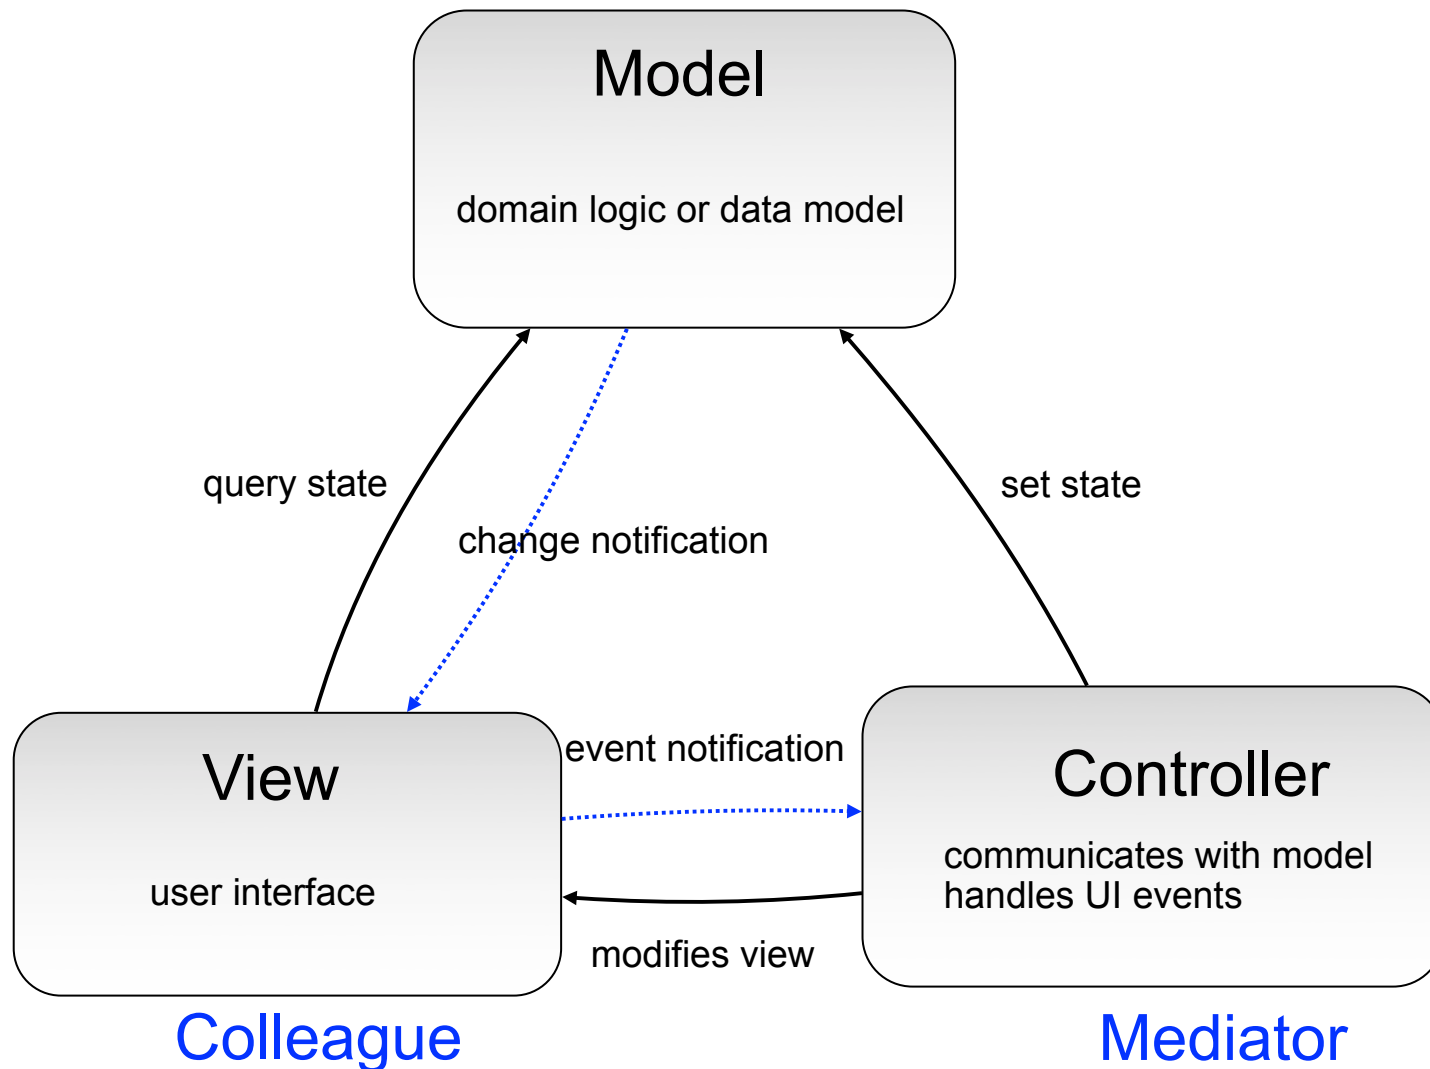 Model
domain logic or data model
query state
set state
change notification
View
user interface
event notification
Controller
communicates with model
handles UI events
modifies view
Colleague
Mediator